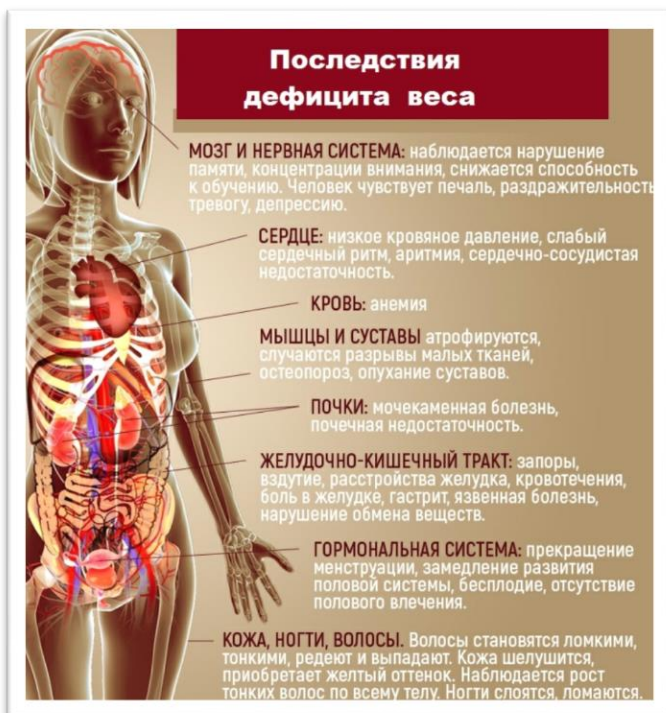 Последствия
дефицита веса
МОЗГ И НЕРВНАЯ СИСТЕМА: наблюдается нарушение
памяти, концентрации внимания, снижается способность
к обучению. Человек чувствует печаль, раздражительность
тревогу, депрессию.
СЕРДЦЕ: низкое кровяное давление, слабый
сердечный ритм, аритмия, сердечно-сосудистая
недостаточность.
КРОВЬ: анемия
МЫШЦЫ И СУСТАВЫ атрофируются,
случаются разрывы малых тканей,
остеопороз, опухание суставов.
ПОЧКИ: мочекаменная болезнь,
почечная недостаточность.
ЖЕЛУДОЧНО-КИШЕЧНЫЙ ТРАКТ: запоры,
вздутие, расстройства желудка, кровотечения,
боль в желудке, гастрит, язвенная болезнь,
нарушение обмена веществ.
ГОРМОНАЛЬНАЯ СИСТЕМА: прекращение
менструации, замедление развития
половой системы, бесплодие, отсутствие
полового влечения.
КОЖА, НОГТИ, ВОЛОСЫ. Волосы становятся ломкими,
тонкими, редеют и выпадают. Кожа шелушится,
приобретает желтый оттенок. Наблюдается рост
тонких волос по всему телу. Ногти слоятся, ломаются.